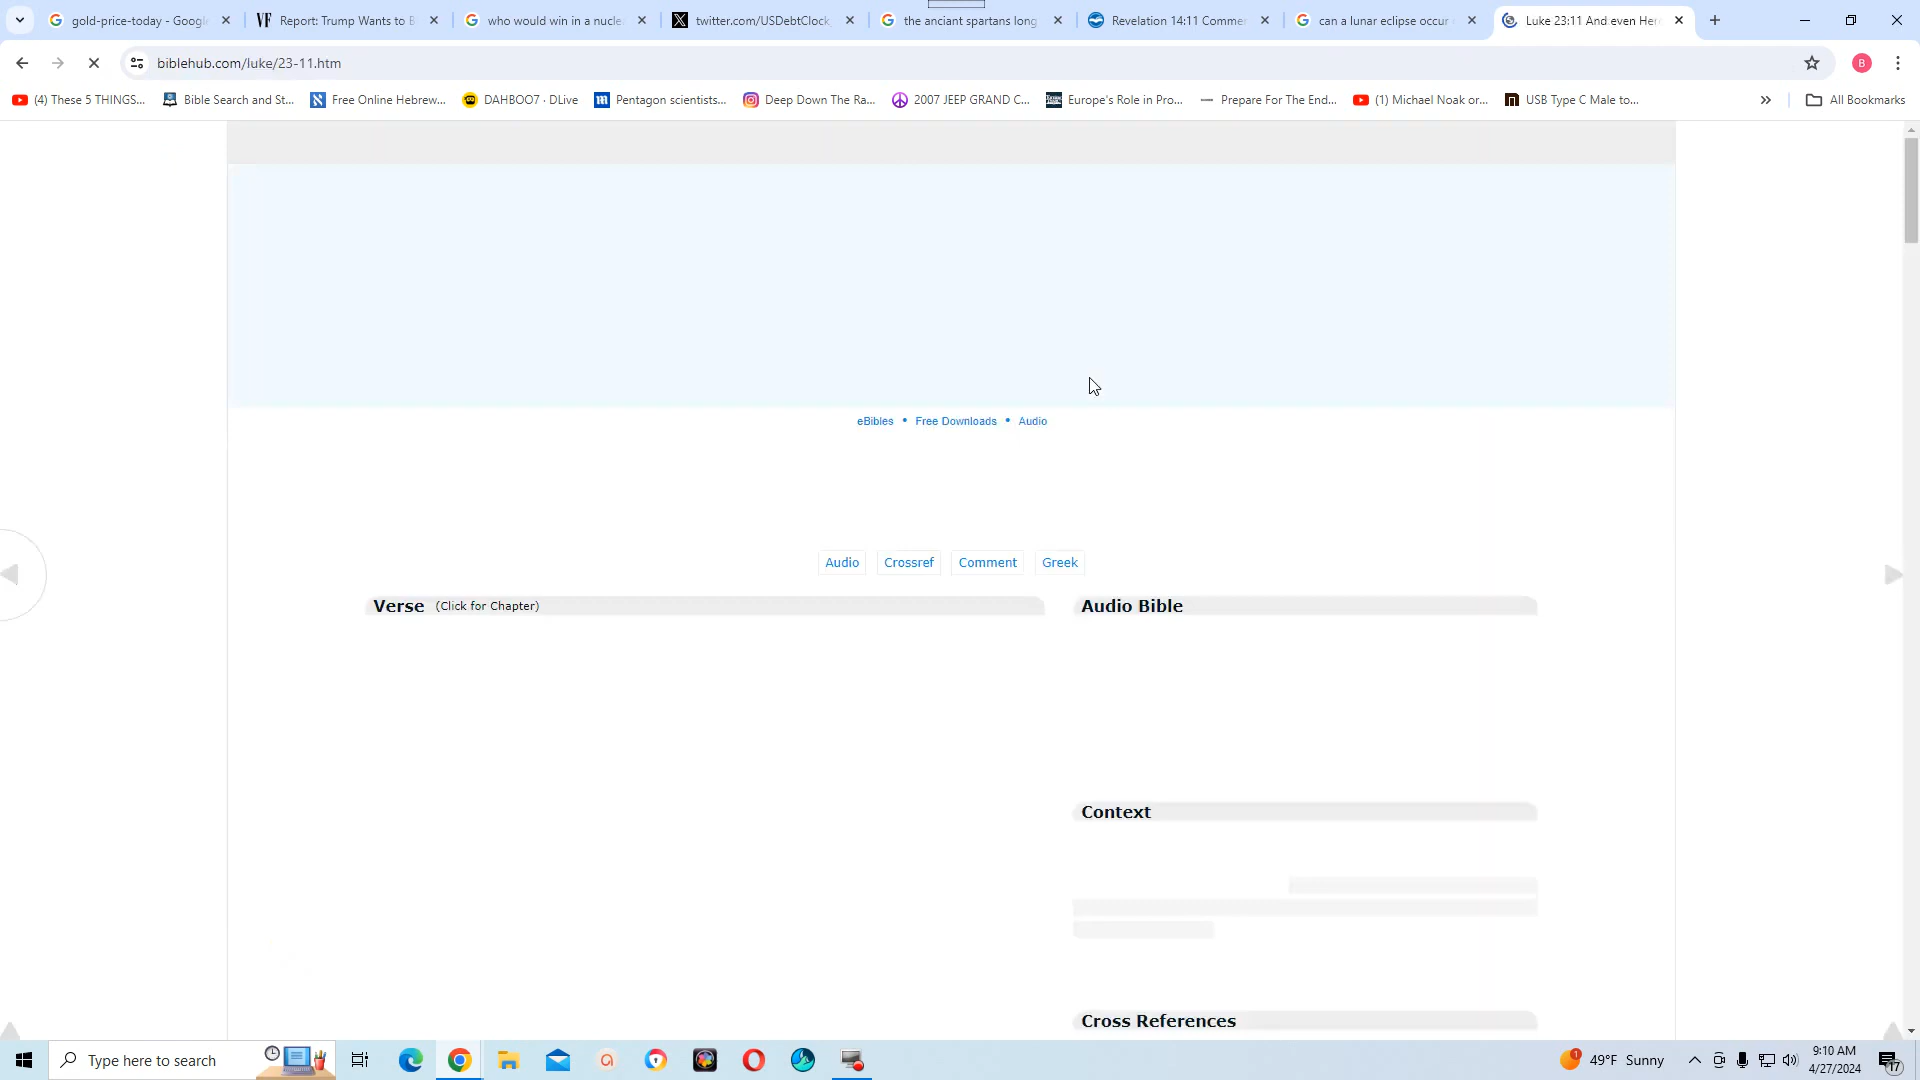 gold-price-today - Google
Report: Trump Wants to B
who would win in a nucle
twitter.com/USDebtClock
the anciant spartans long
Revelation 14:11 Comme
can a lunar eclipse occur
Luke 23:11 And even Her
biblehub.com/luke/23-11.htm
B
(4) These 5 THINGS...
Bible Search and St...
Free Online Hebrew...
DAHBOO7 · DLive
Pentagon scientists...
Deep Down The Ra...
2007 JEEP GRAND C...
Europe's Role in Pro...
Prepare For The End...
(1) Michael Noak or...
USB Type C Male to...
All Bookmarks
eBibles • Free Downloads • Audio
Audio Crossref Comment Greek
Verse (Click for Chapter)
Audio Bible
Context
Cross References
Type here to search
1
49°F Sunny
9:10 AM
4/27/2024
17